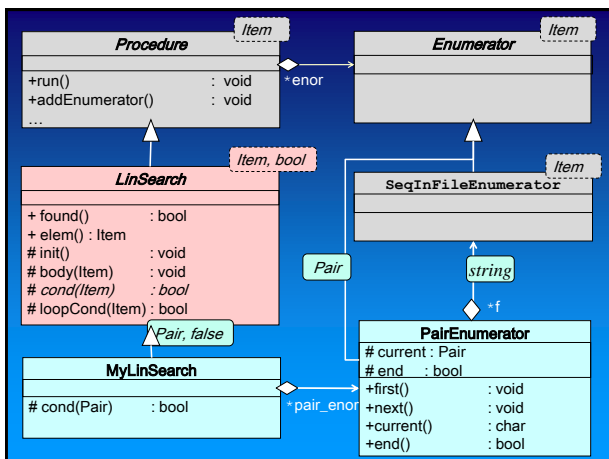 Item
Procedure
+run() : void
+addEnumerator() : void
...
*enor
Item
Enumerator
Item, bool
LinSearch
+ found() : bool
+ elem() : Item
# init() : void
# body(Item) : void
# cond(Item) : bool
# loopCond(Item) : bool
Item
SeqInFileEnumerator
Pair
string
*f
Pair, false
MyLinSearch
# cond(Pair) : bool
*pair_enor
PairEnumerator
# current : Pair
# end : bool
+first() : void
+next() : void
+current() : char
+end() : bool